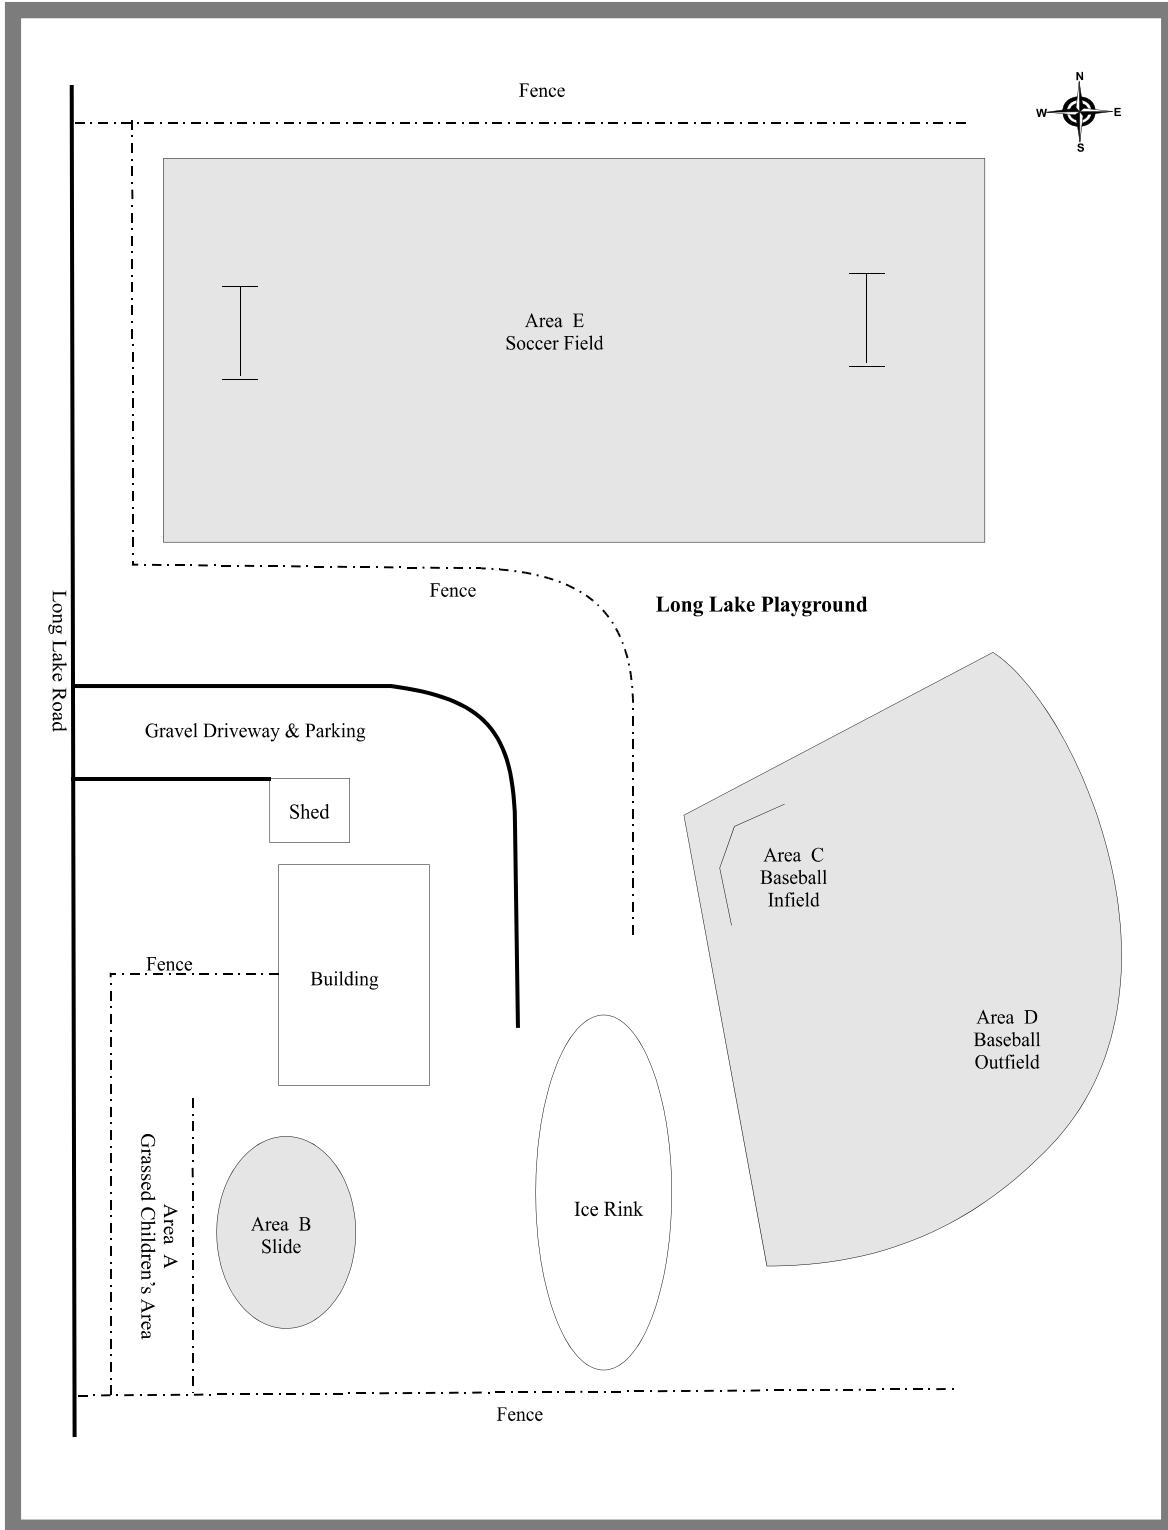 Fence
N
W
E
S
Area E
Soccer Field
Fence
Long Lake Playground
Long Lake Road
Gravel Driveway & Parking
Shed
Area C
Baseball
Infield
Fence
Building
Area D
Baseball
Outfield
Area A
Grassed Children's Area
Area B
Slide
Ice Rink
Fence